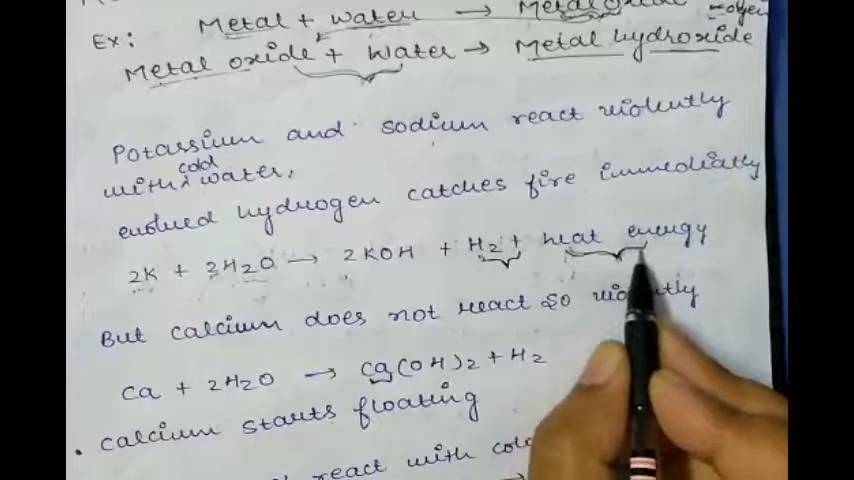 Ex: Metal + water → Metal oxide
Metal oxide + water → Metal hydroxide
Potassium and sodium react violently
with cold water.
evolved hydrogen catches fire immediately
2K + 2H2O → 2KOH + H2 + heat energy
But calcium does not react so violently
Ca + 2H2O → Ca(OH)2 + H2
• calcium starts floating
react with cold